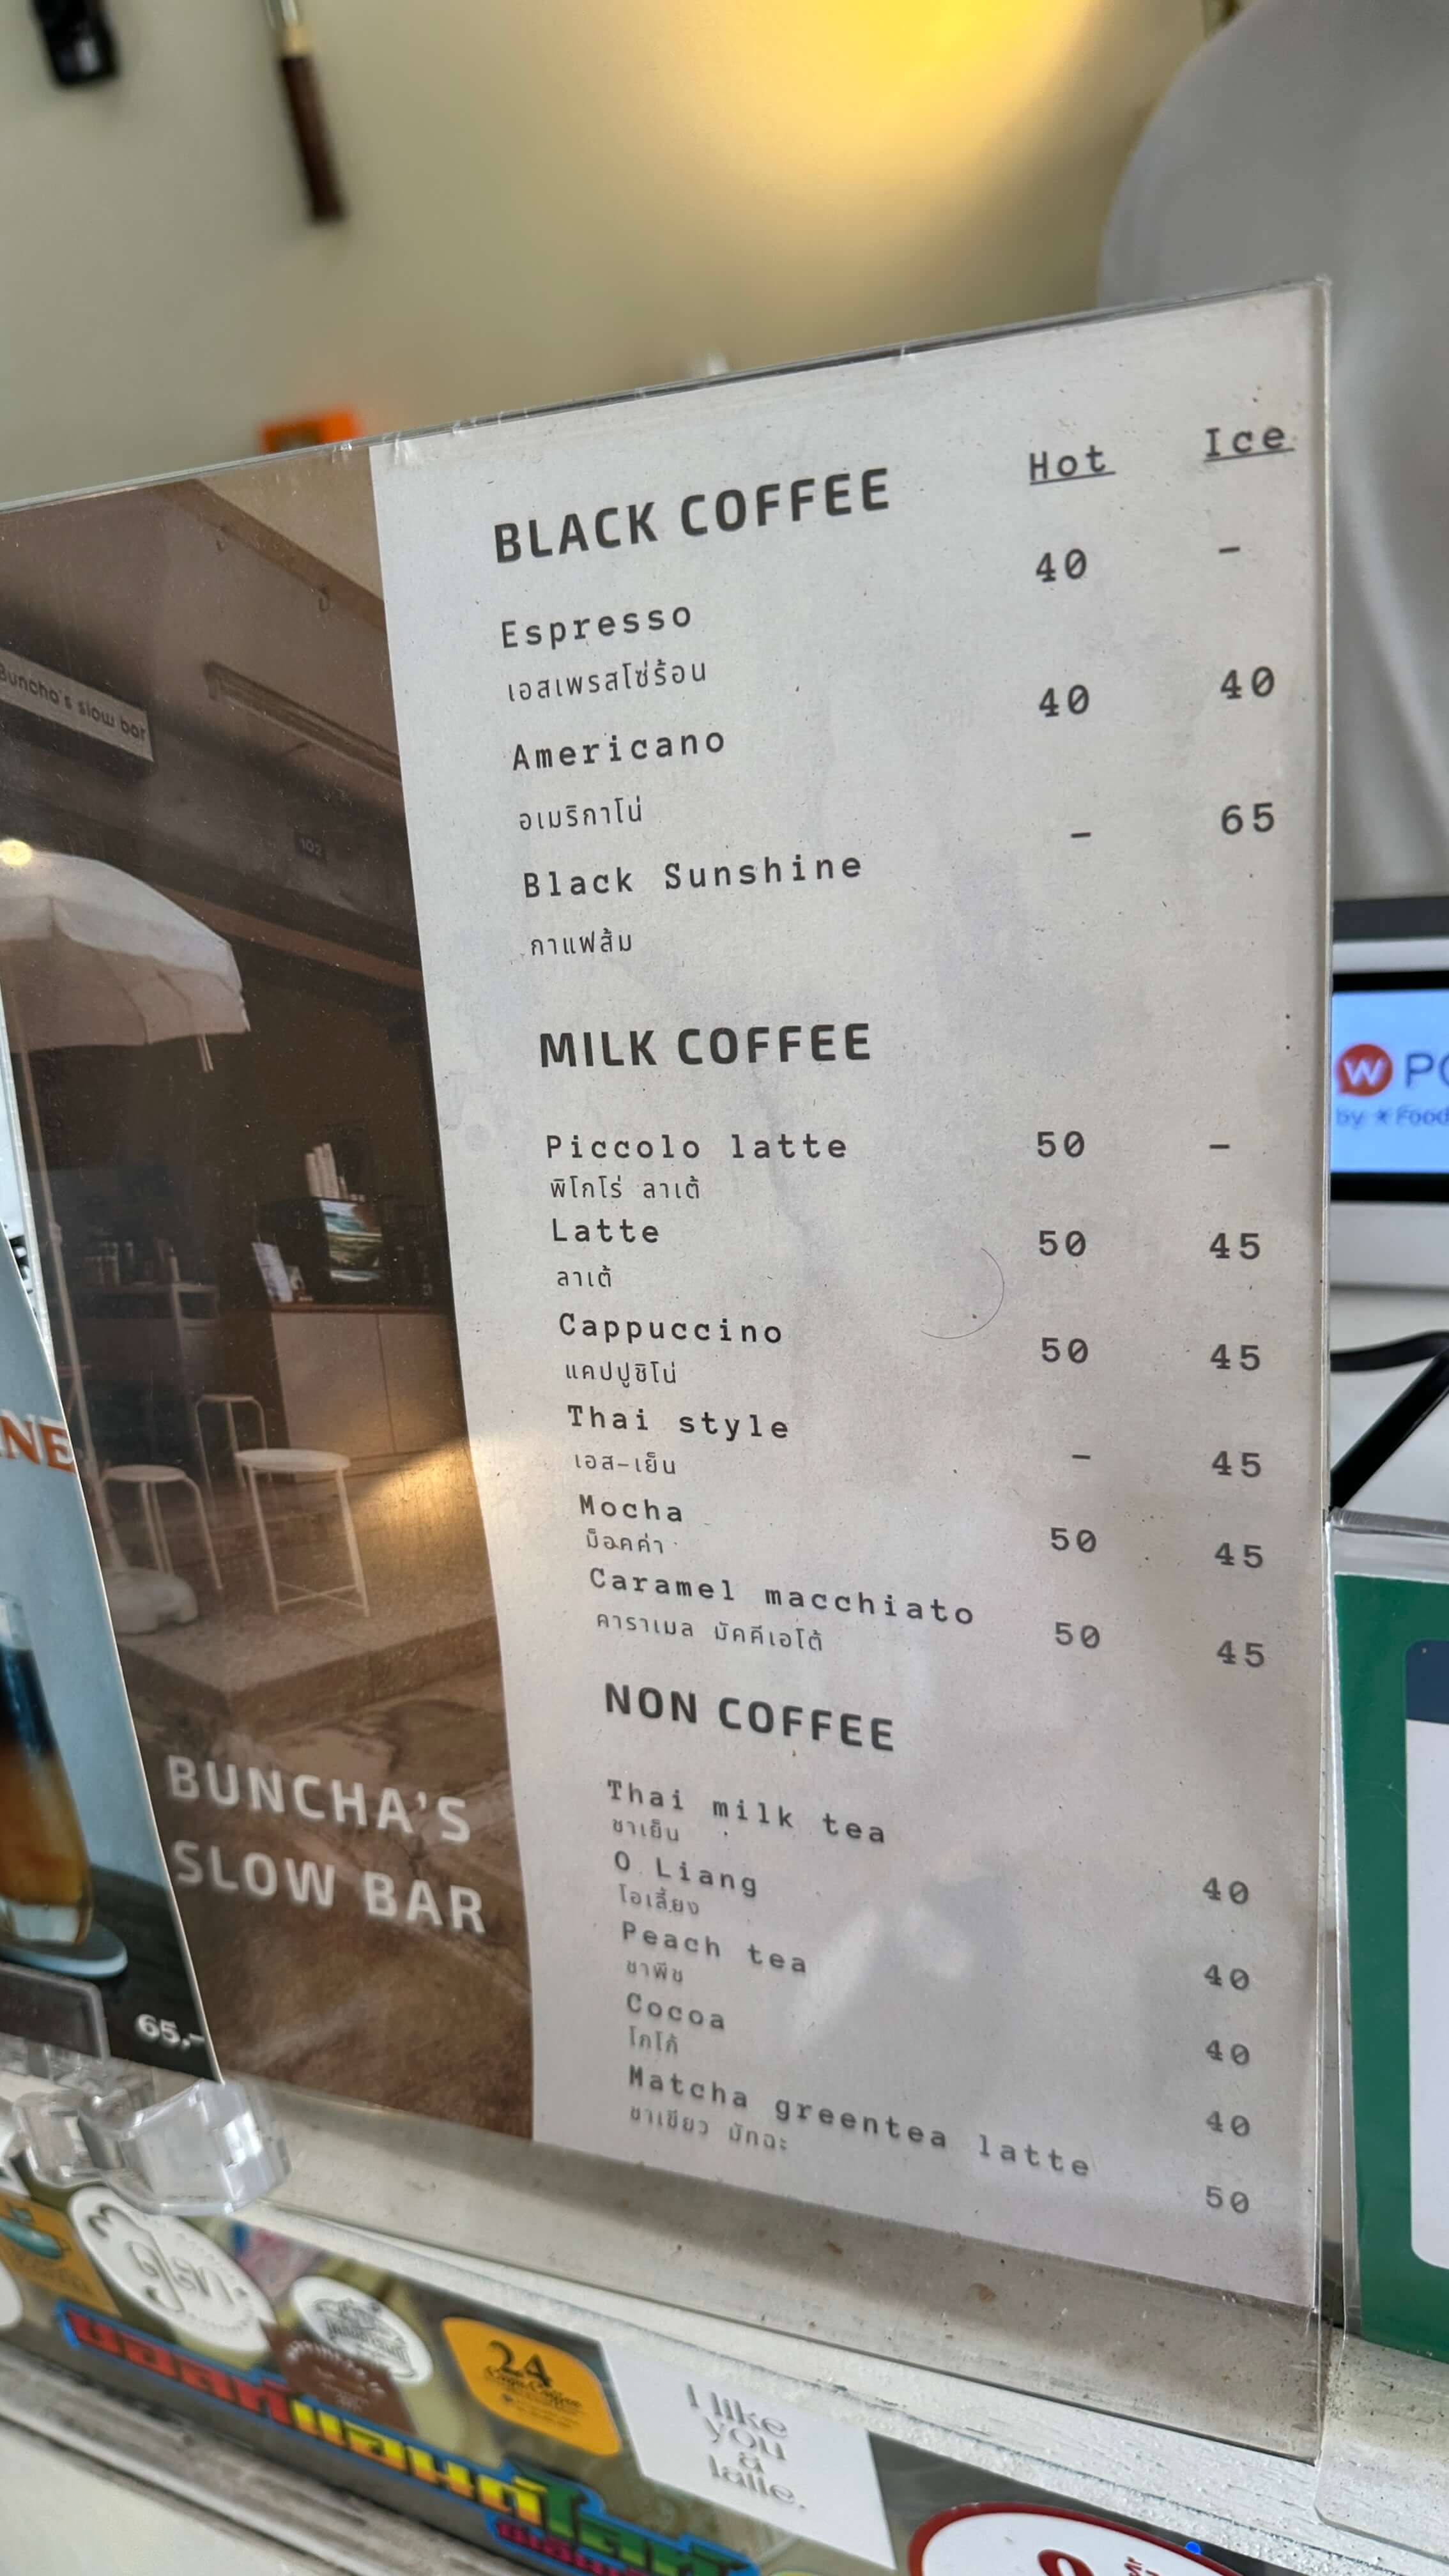 BLACK COFFEE Hot Ice
Espresso 40 -
เอสเพรสโซ่ร้อน
Americano 40 40
อเมริกาโน่
Black Sunshine - 65
กาแฟส้ม
MILK COFFEE
Piccolo latte 50 -
พิโกโร่ ลาเต้
Latte 50 45
ลาเต้
Cappuccino 50 45
แคปปูชิโน่
Thai style - 45
เอส-เย็น
Mocha 50 45
ม็อคค่า
Caramel macchiato 50 45
คาราเมล มัคคีเอโต้
NON COFFEE
Thai milk tea 40
ชาเย็น
O Liang 40
โอเลี้ยง
Peach tea 40
ชาพีช
Cocoa 40
โกโก้
Matcha greentea latte 50
ชาเขียว มัทฉะ
Buncha's slow bar
102
BUNCHA'S
SLOW BAR
NE
65.-
W PO
by Food
24
I like
you
a
latte.